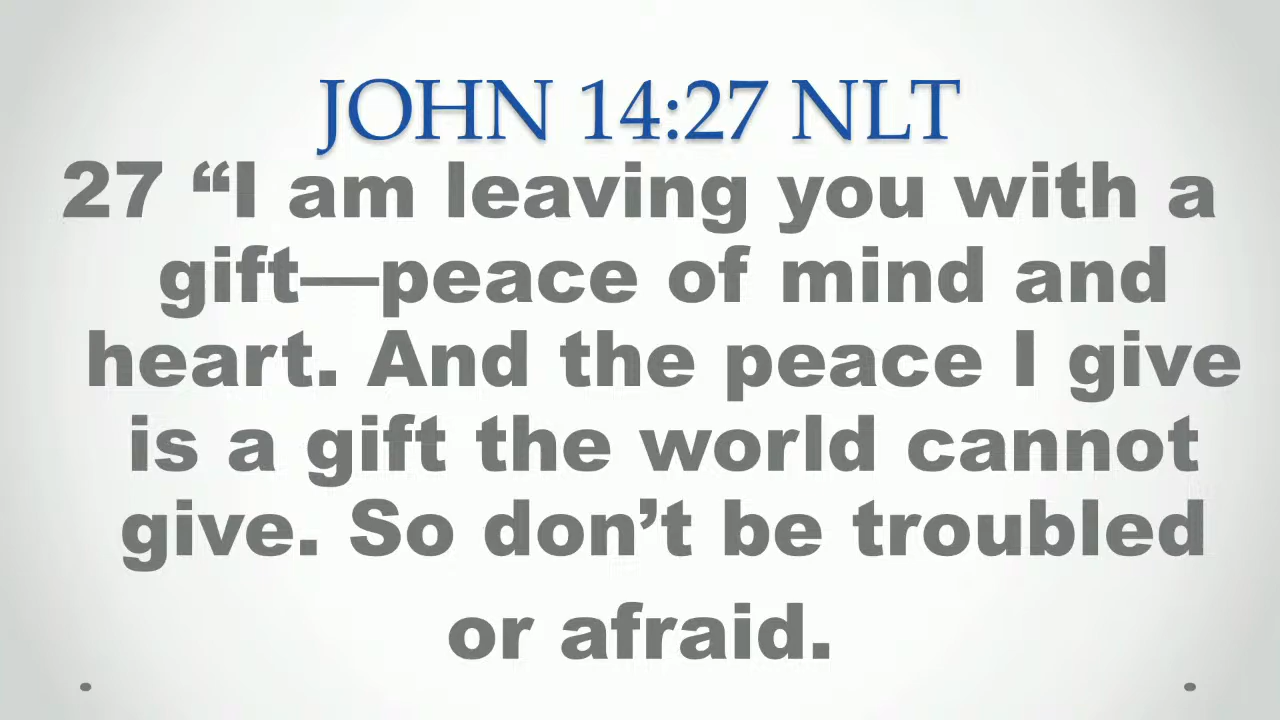 JOHN 14:27 NLT
27 “I am leaving you with a
gift—peace of mind and
heart. And the peace I give
is a gift the world cannot
give. So don’t be troubled
or afraid.